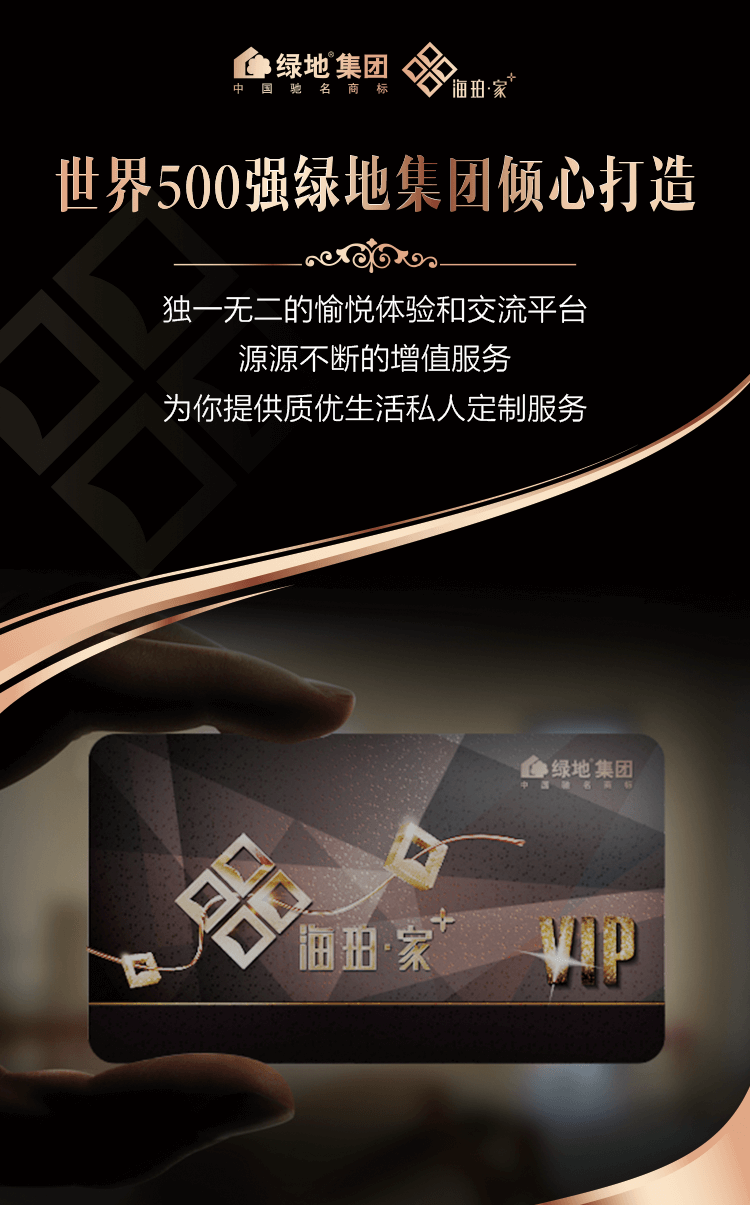 绿地®集团
中国驰名商标
海珀·家+
世界500强绿地集团倾心打造
独一无二的愉悦体验和交流平台
源源不断的增值服务
为你提供质优生活私人定制服务
绿地®集团
中国驰名商标
海珀·家+
VIP